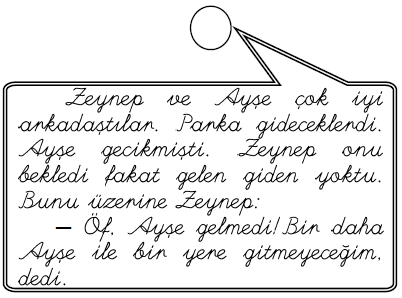 Zeynep ve Ayşe çok iyi
arkadaştılar. Parka gideceklerdi.
Ayşe gecikmişti. Zeynep onu
bekledi fakat gelen giden yoktu.
Bunu üzerine Zeynep:
– Öf, Ayşe gelmedi! Bir daha
Ayşe ile bir yere gitmeyeceğim,
dedi.